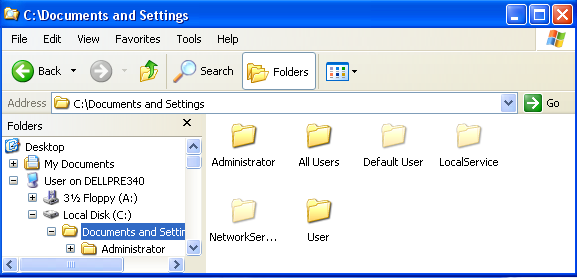 C:\Documents and Settings
File Edit View Favorites Tools Help
Back Search Folders
Address C:\Documents and Settings Go
Folders
Desktop
My Documents
User on DELLPRE340
3½ Floppy (A:)
Local Disk (C:)
Documents and Settin
Administrator
Administrator All Users Default User LocalService
NetworkSer... User